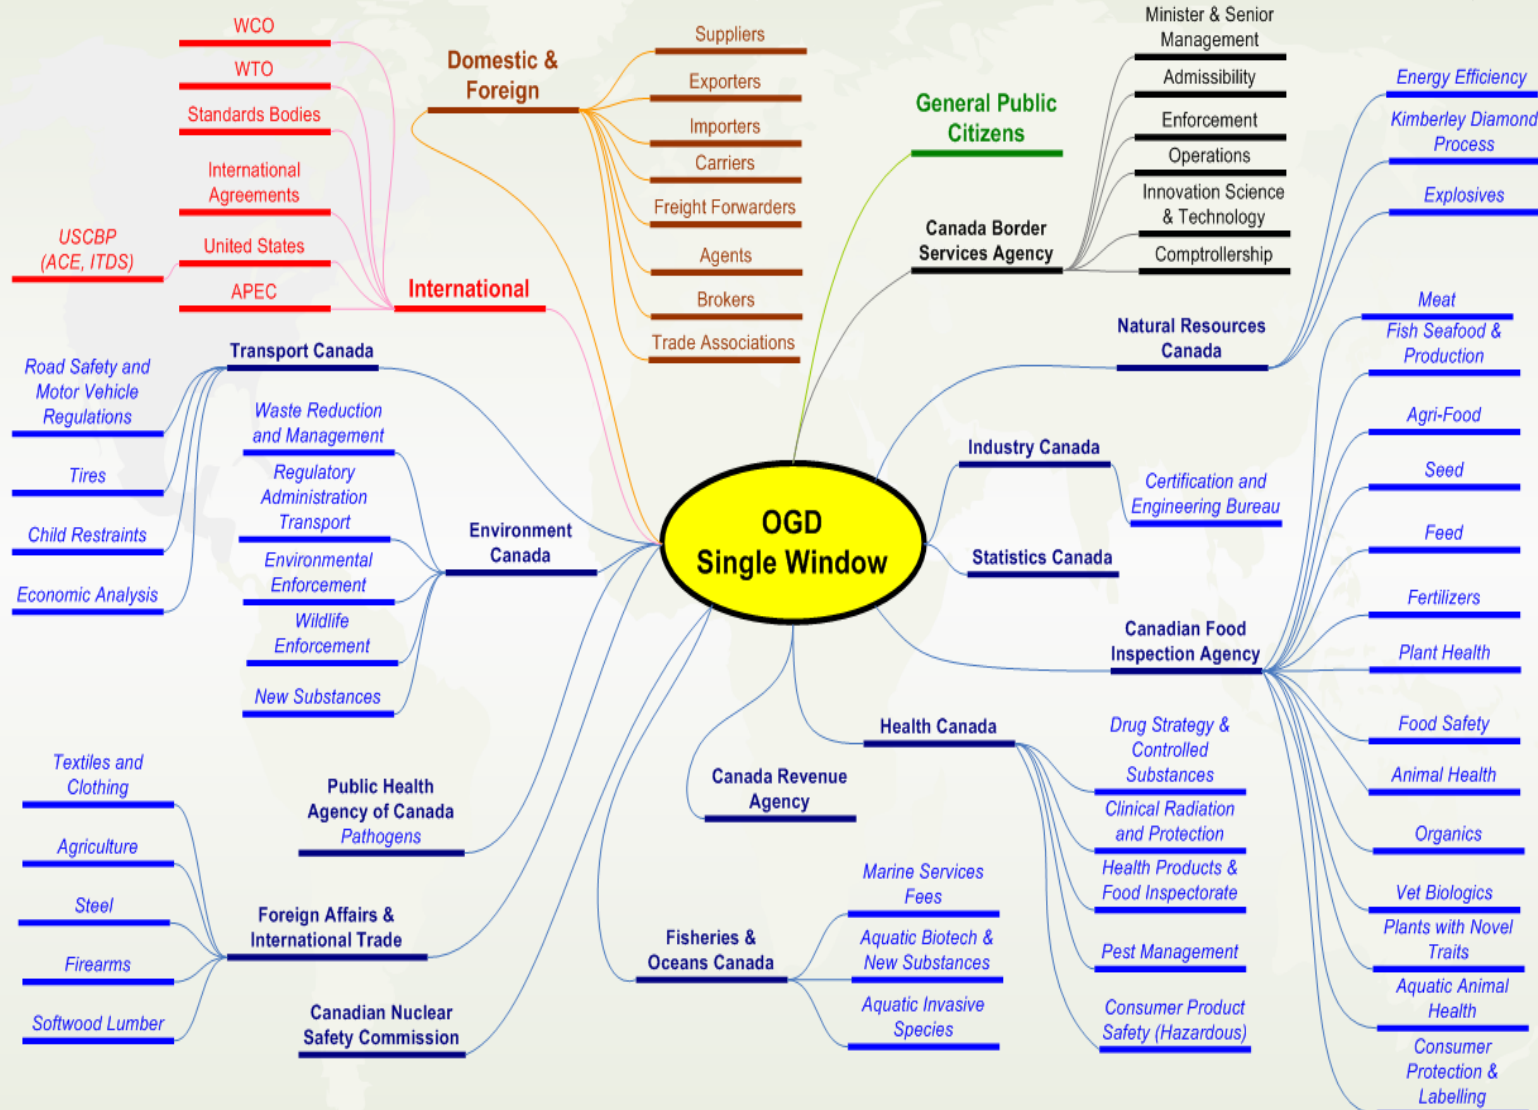 WCO
WTO
Standards Bodies
International
Agreements
United States
USCBP
(ACE, ITDS)
APEC
International
Domestic &
Foreign
Suppliers
Exporters
Importers
Carriers
Freight Forwarders
Agents
Brokers
Trade Associations
General Public
Citizens
Canada Border
Services Agency
Minister & Senior
Management
Admissibility
Enforcement
Operations
Innovation Science
& Technology
Comptrollership
Natural Resources
Canada
Energy Efficiency
Kimberley Diamond
Process
Explosives
Transport Canada
Road Safety and
Motor Vehicle
Regulations
Tires
Child Restraints
Economic Analysis
Environment
Canada
Waste Reduction
and Management
Regulatory
Administration
Transport
Environmental
Enforcement
Wildlife
Enforcement
New Substances
OGD
Single Window
Industry Canada
Certification and
Engineering Bureau
Statistics Canada
Canadian Food
Inspection Agency
Meat
Fish Seafood &
Production
Agri-Food
Seed
Feed
Fertilizers
Plant Health
Food Safety
Animal Health
Organics
Vet Biologics
Plants with Novel
Traits
Aquatic Animal
Health
Consumer
Protection &
Labelling
Public Health
Agency of Canada
Pathogens
Foreign Affairs &
International Trade
Textiles and
Clothing
Agriculture
Steel
Firearms
Softwood Lumber
Canadian Nuclear
Safety Commission
Canada Revenue
Agency
Health Canada
Drug Strategy &
Controlled
Substances
Clinical Radiation
and Protection
Health Products &
Food Inspectorate
Pest Management
Consumer Product
Safety (Hazardous)
Fisheries &
Oceans Canada
Marine Services
Fees
Aquatic Biotech &
New Substances
Aquatic Invasive
Species